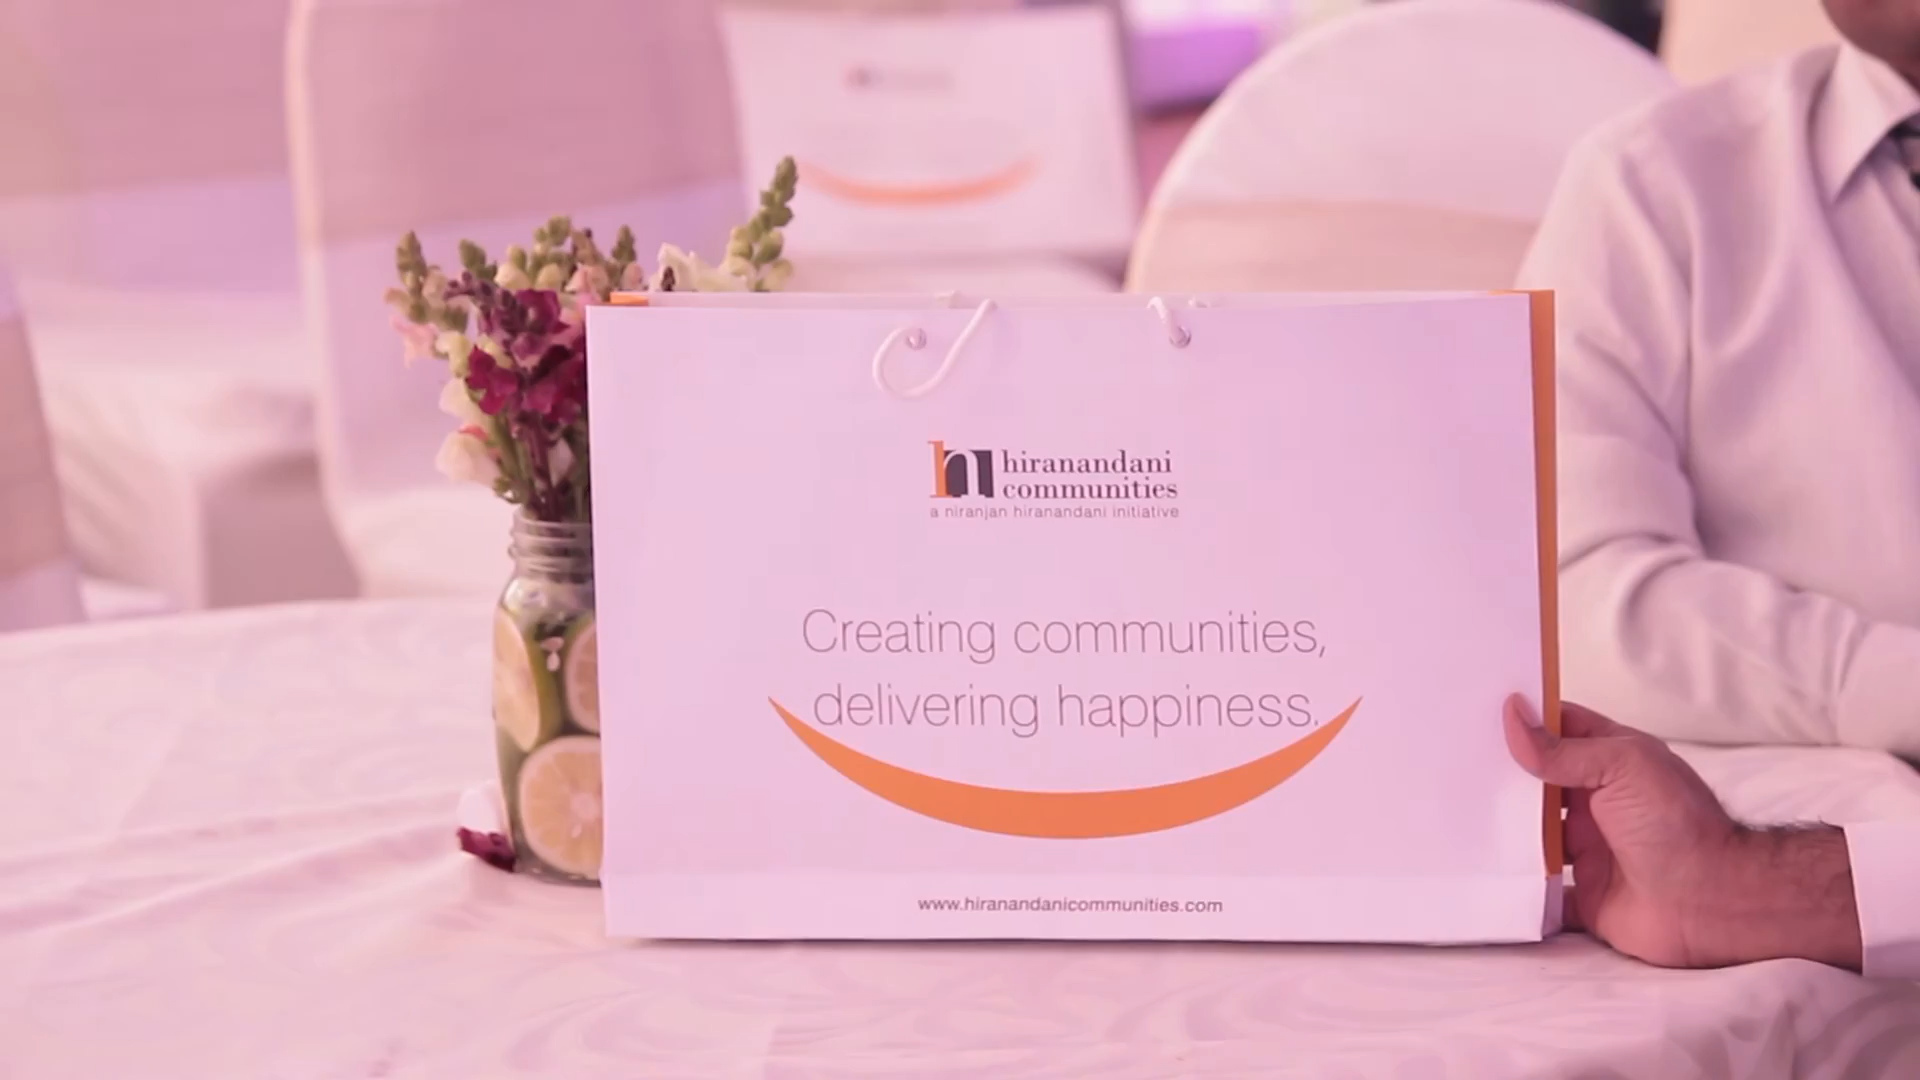 hiranandani
communities
a niranjan hiranandani initiative
Creating communities,
delivering happiness.
www.hiranandanicommunities.com